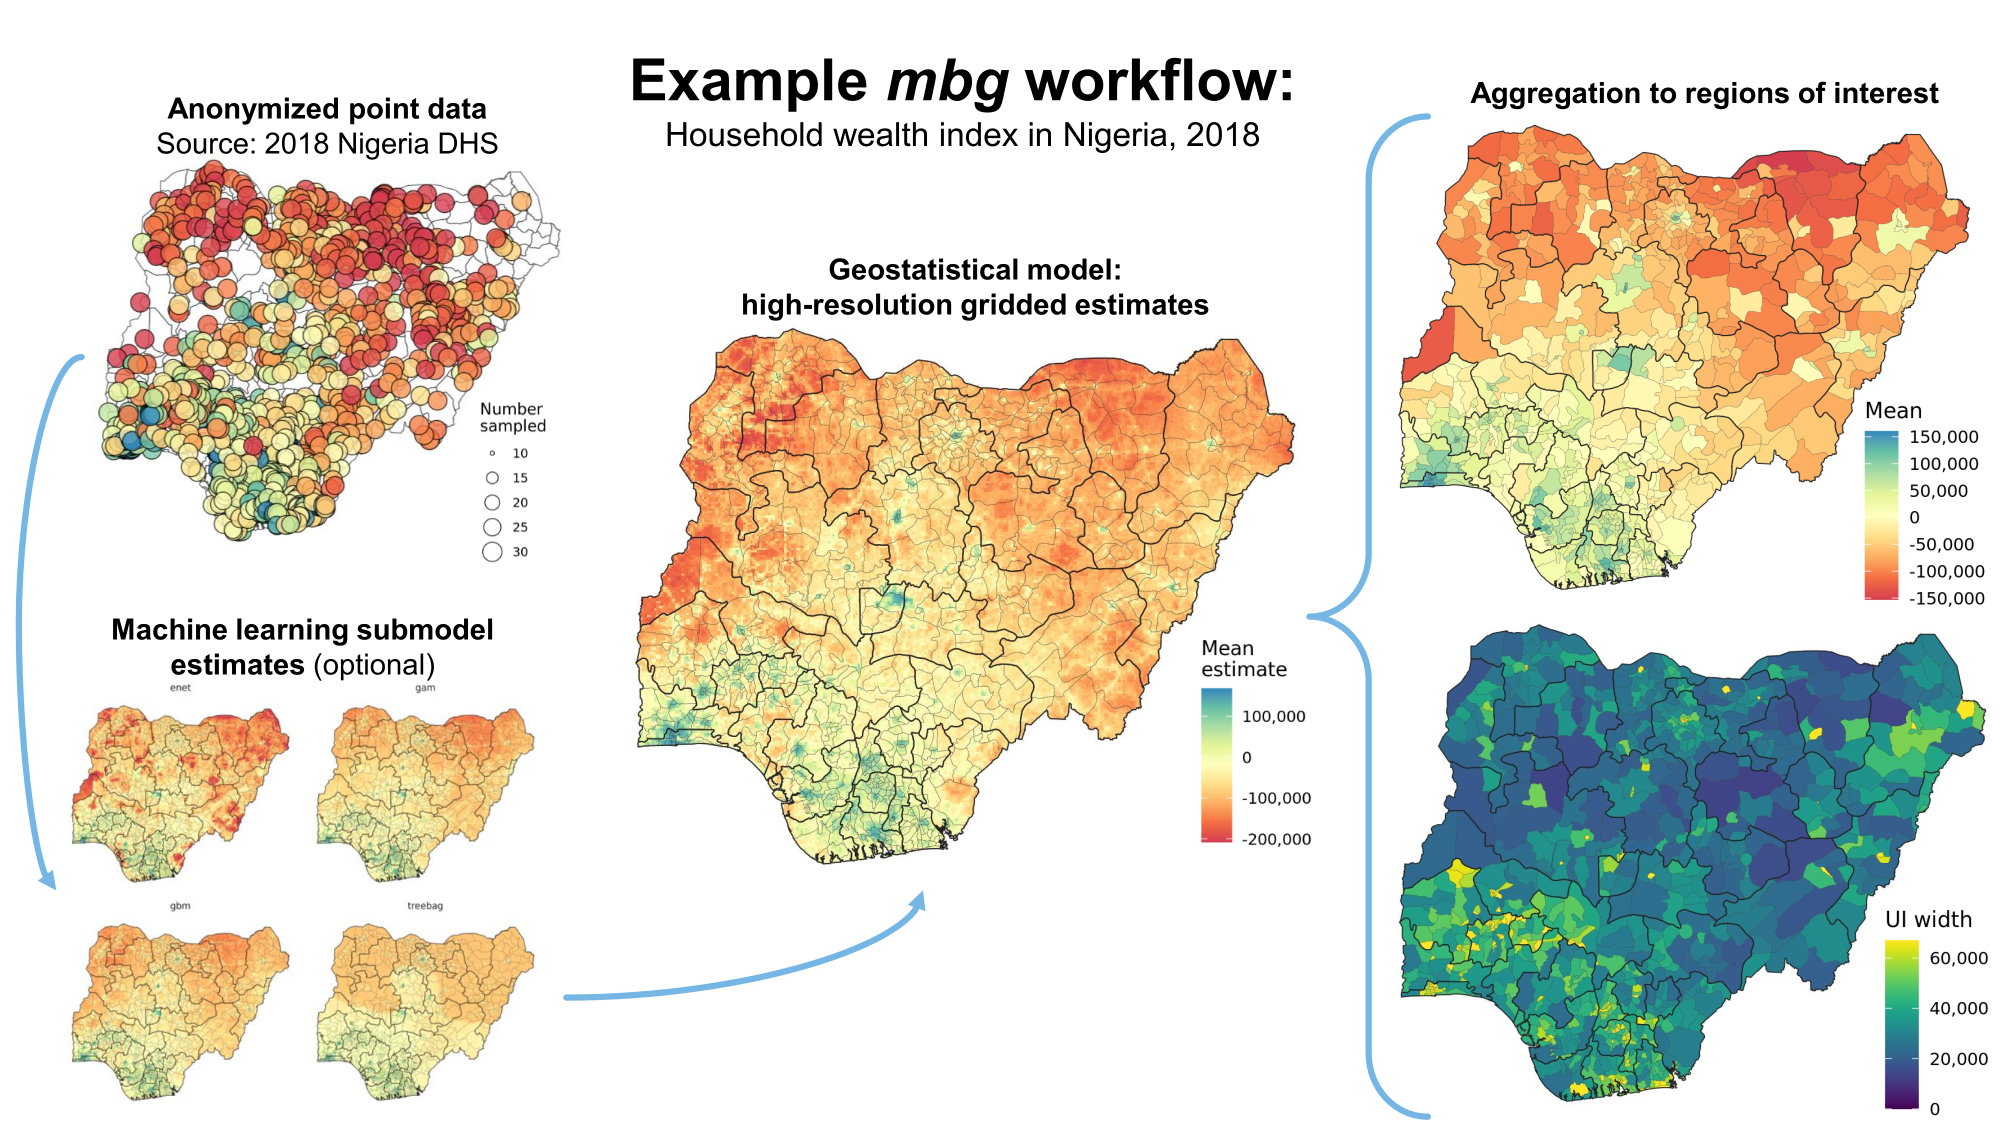 Example mbg workflow:
Household wealth index in Nigeria, 2018
Anonymized point data
Source: 2018 Nigeria DHS
Number
sampled
10
15
20
25
30
Machine learning submodel
estimates (optional)
enet
gam
gbm
treebag
Geostatistical model:
high-resolution gridded estimates
Mean
estimate
100,000
0
-100,000
-200,000
Aggregation to regions of interest
Mean
150,000
100,000
50,000
0
-50,000
-100,000
-150,000
UI width
60,000
40,000
20,000
0